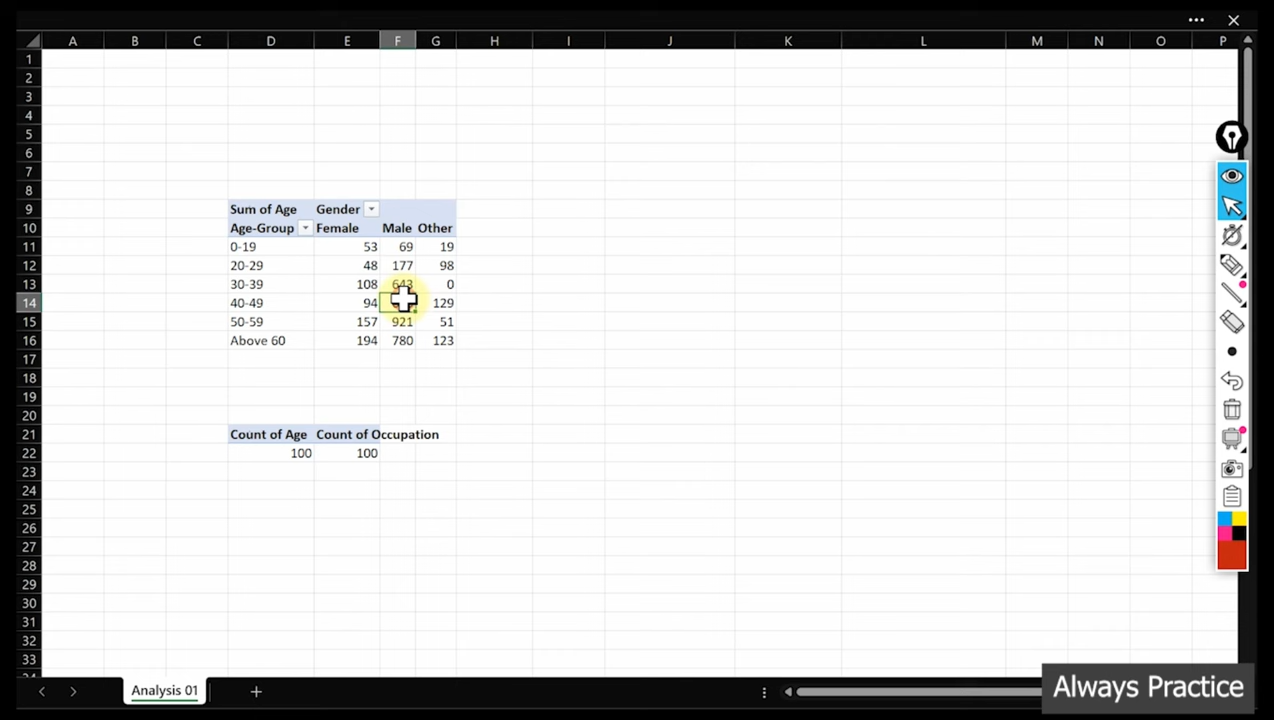 A B C D E F G H I J K L M N O P
1
2
3
4
5
6
7
8
9 Sum of Age Gender
10 Age-Group Female Male Other
11 0-19 53 69 19
12 20-29 48 177 98
13 30-39 108 643 0
14 40-49 94 129
15 50-59 157 921 51
16 Above 60 194 780 123
17
18
19
20
21 Count of Age Count of Occupation
22 100 100
23
24
25
26
27
28
29
30
31
32
33
Analysis 01
Always Practice